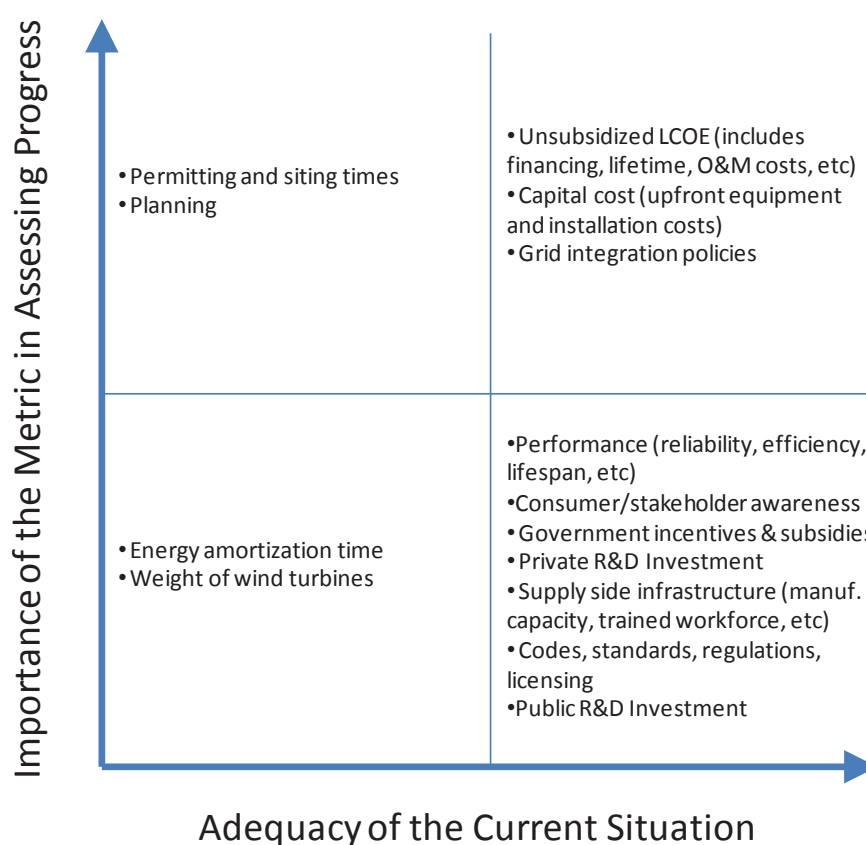 Importance of the Metric in Assessing Progress
• Permitting and siting times
• Planning
• Unsubsidized LCOE (includes
financing, lifetime, O&M costs, etc)
• Capital cost (upfront equipment
and installation costs)
• Grid integration policies
• Energy amortization time
• Weight of wind turbines
•Performance (reliability, efficiency,
lifespan, etc)
•Consumer/stakeholder awareness
• Government incentives & subsidies
• Private R&D Investment
• Supply side infrastructure (manuf.
capacity, trained workforce, etc)
• Codes, standards, regulations,
licensing
•Public R&D Investment
Adequacy of the Current Situation